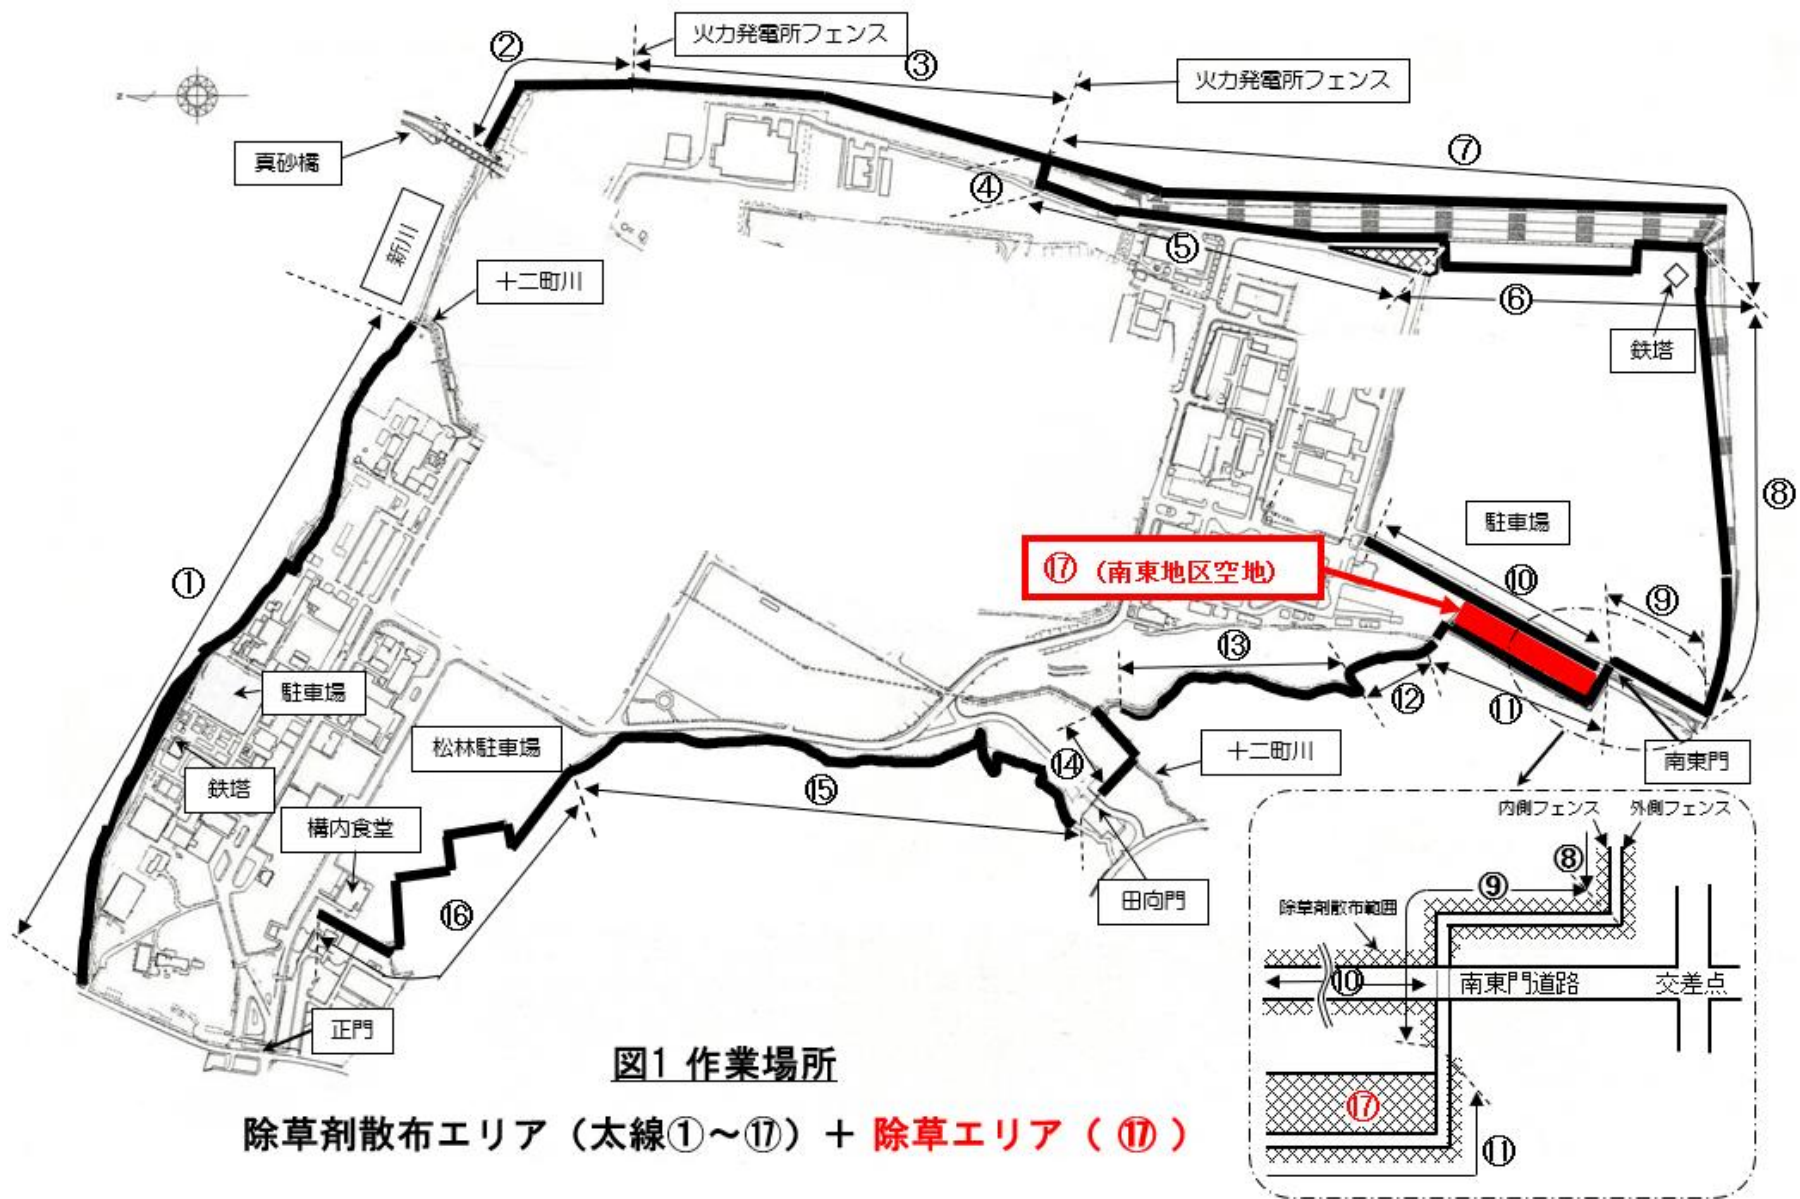 ②
火力発電所フェンス
③
火力発電所フェンス
N
真砂橋
⑦
④
新川
十二町川
⑤
⑥
鉄塔
①
⑧
駐車場
⑰（南東地区空地）
⑩
⑨
⑬
駐車場
⑫
⑪
松林駐車場
十二町川
⑭
南東門
鉄塔
⑮
構内食堂
内側フェンス
外側フェンス
⑧
⑨
田向門
除草剤散布範囲
⑯
⑩
南東門道路
交差点
正門
図1 作業場所
⑰
除草剤散布エリア（太線①～⑰）＋ 除草エリア（ ⑰ ）
⑪